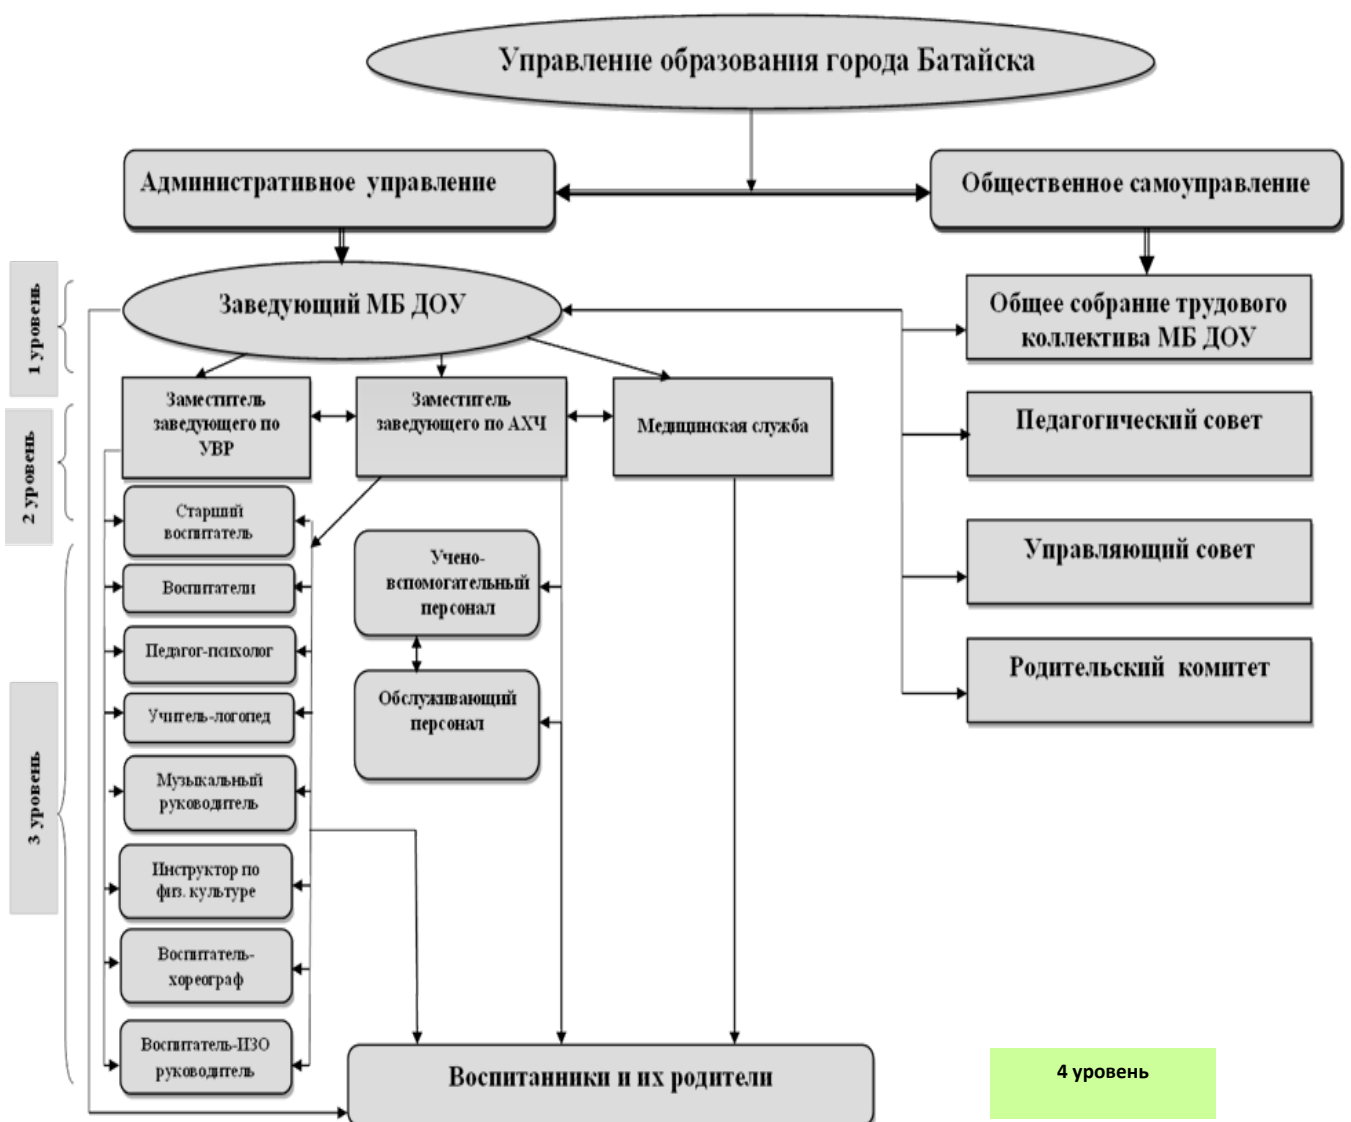 Управление образования города Батайска
Административное управление
Общественное самоуправление
1 уровень
Заведующий МБ ДОУ
Общее собрание трудового
коллектива МБ ДОУ
2 уровень
Заместитель
заведующего по
УВР
Заместитель
заведующего по АХЧ
Медицинская служба
Педагогический совет
Старший
воспитатель
Воспитатели
Педагог-психолог
Учитель-логопед
Музыкальный
руководитель
Инструктор по
физ. культуре
Воспитатель-
хореограф
Воспитатель-ИЗО
руководитель
Учено-
вспомогательный
персонал
Обслуживающий
персонал
Управляющий совет
Родительский комитет
3 уровень
Воспитанники и их родители
4 уровень